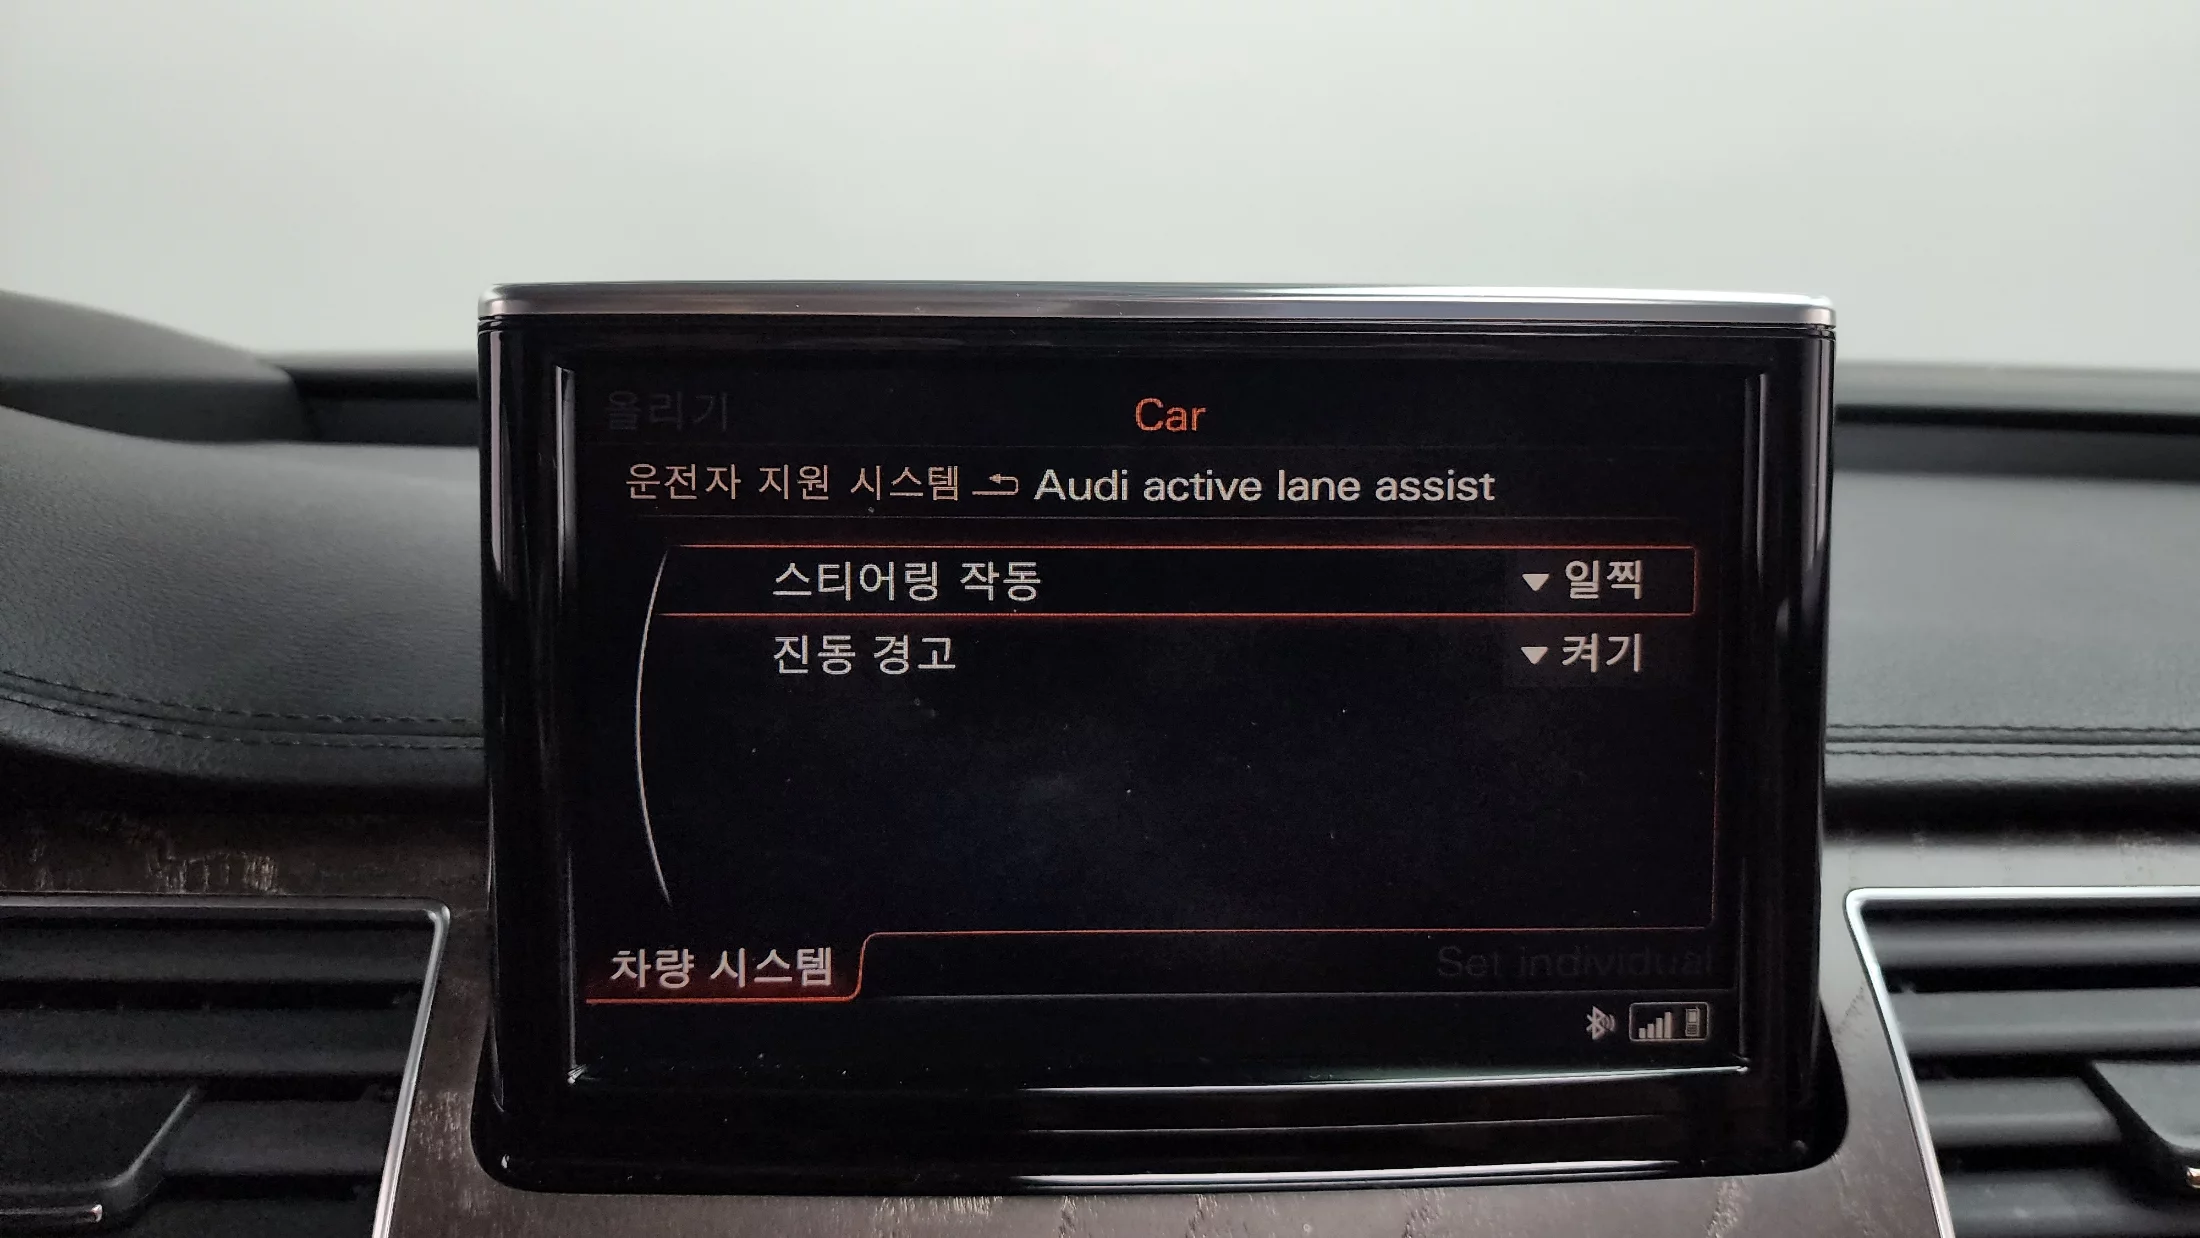 올리기
Car
운전자 지원 시스템 Audi active lane assist
스티어링 작동 일찍
진동 경고 켜기
차량 시스템 Set individual